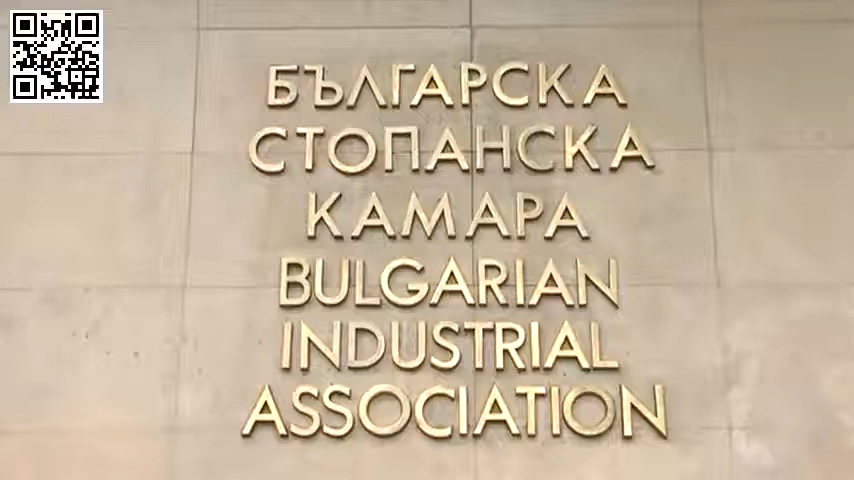 БЪЛГАРСКА
СТОПАНСКА
КАМАРА
BULGARIAN
INDUSTRIAL
ASSOCIATION